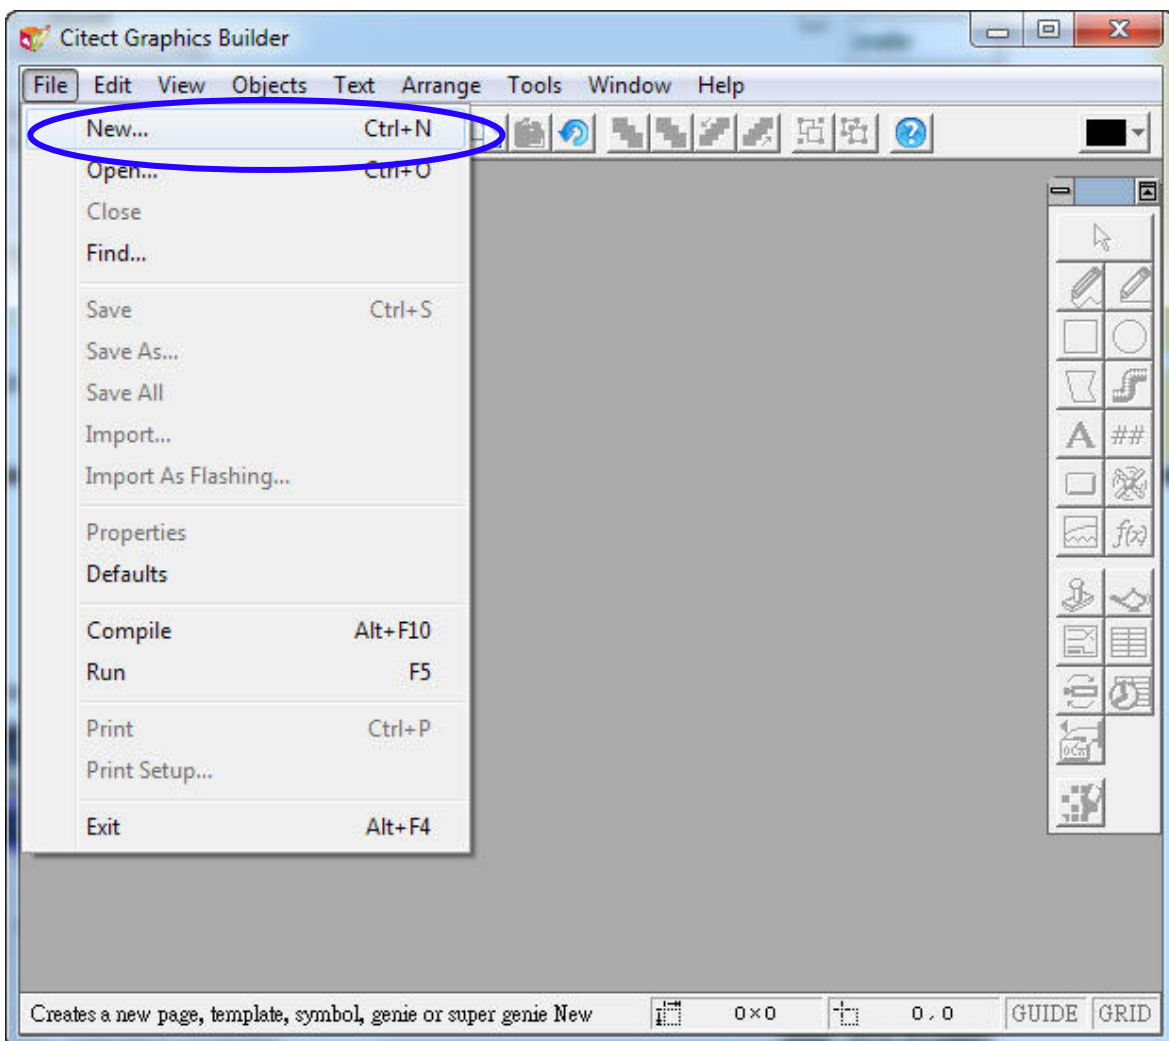 Citect Graphics Builder
File Edit View Objects Text Arrange Tools Window Help
New... Ctrl+N
Open... Ctrl+O
Close
Find...
Save Ctrl+S
Save As...
Save All
Import...
Import As Flashing...
Properties
Defaults
Compile Alt+F10
Run F5
Print Ctrl+P
Print Setup...
Exit Alt+F4
A ##
f(x)
Creates a new page, template, symbol, genie or super genie New 0×0 0,0 GUIDE GRID